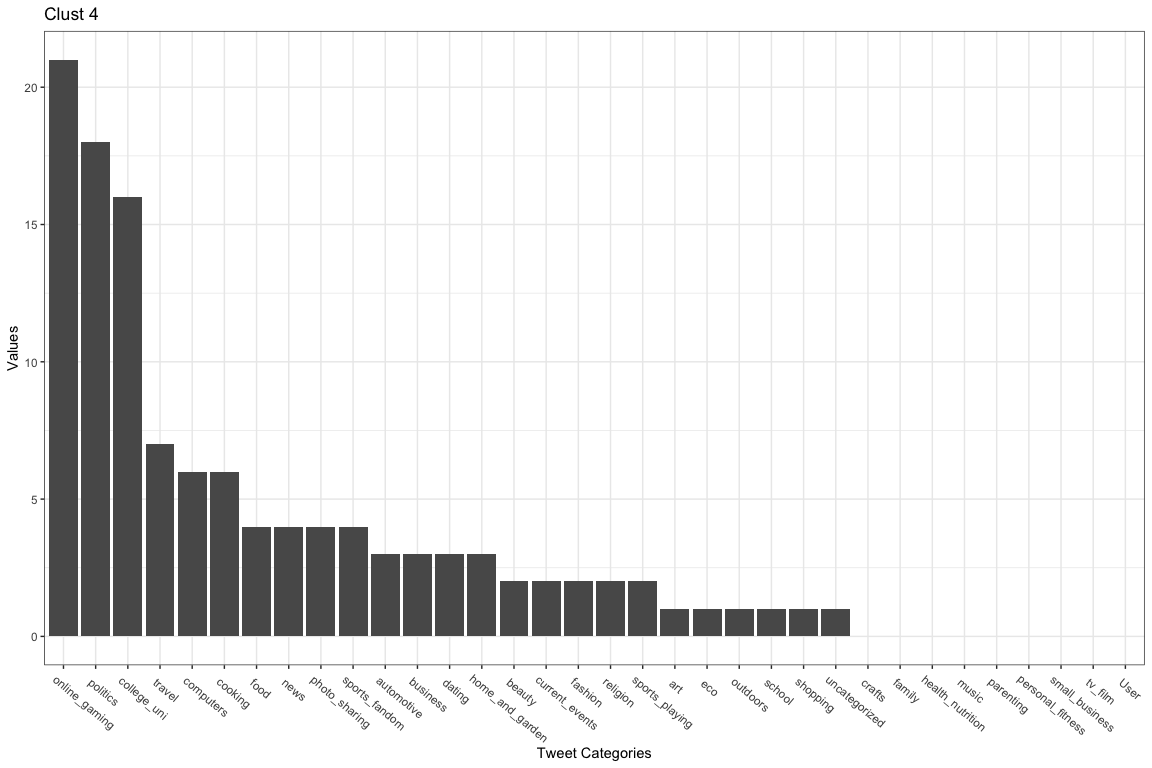 Clust 4
Values
20
15
10
5
0
online_gaming
politics
college_uni
travel
computers
cooking
food
news
photo_sharing
sports_fandom
automotive
business
dating
home_and_garden
beauty
current_events
fashion
religion
sports_playing
art
eco
outdoors
school
shopping
uncategorized
crafts
family
health_nutrition
music
parenting
personal_fitness
small_business
tv_film
User
Tweet Categories